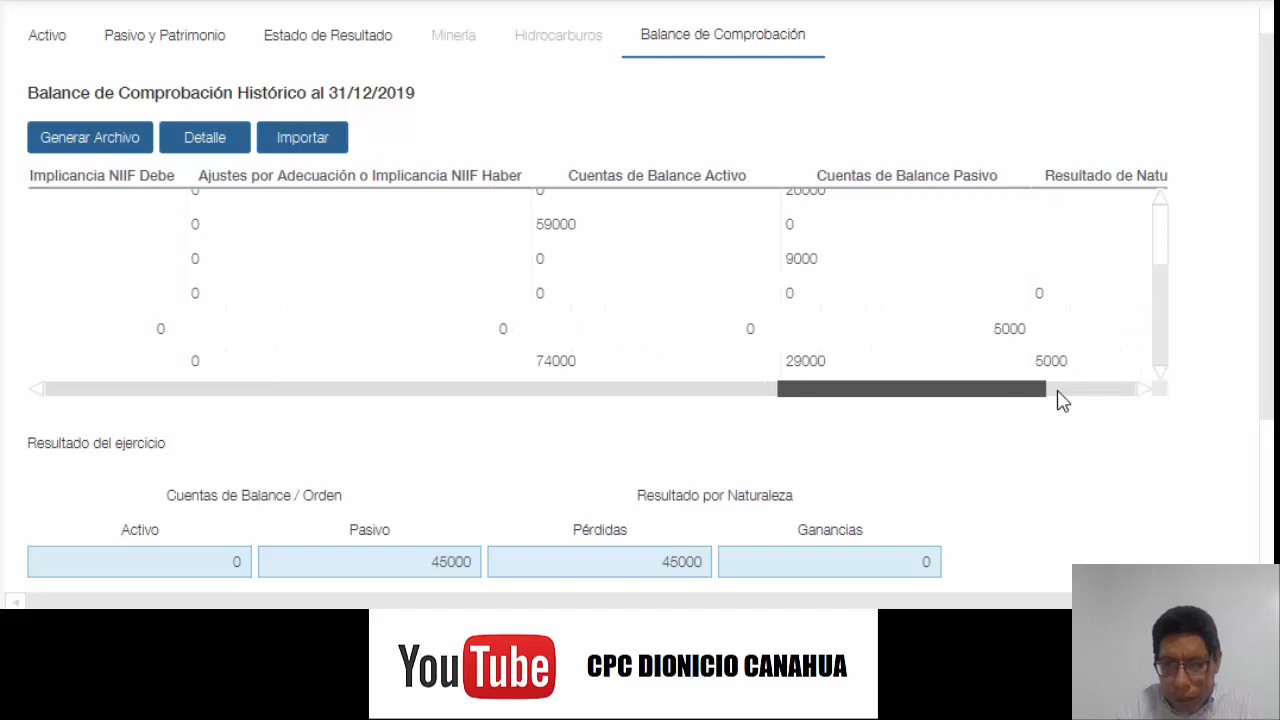 Activo Pasivo y Patrimonio Estado de Resultado Minería Hidrocarburos Balance de Comprobación
Balance de Comprobación Histórico al 31/12/2019
Generar Archivo Detalle Importar
Implicancia NIIF Debe Ajustes por Adecuación o Implicancia NIIF Haber Cuentas de Balance Activo Cuentas de Balance Pasivo Resultado de Natu
0 0 20000
0 59000 0
0 0 9000
0 0 0 0
0 0 0 5000
0 74000 29000 5000
Resultado del ejercicio
Cuentas de Balance / Orden Resultado por Naturaleza
Activo Pasivo Pérdidas Ganancias
0 45000 45000 0
YouTube CPC DIONICIO CANAHUA